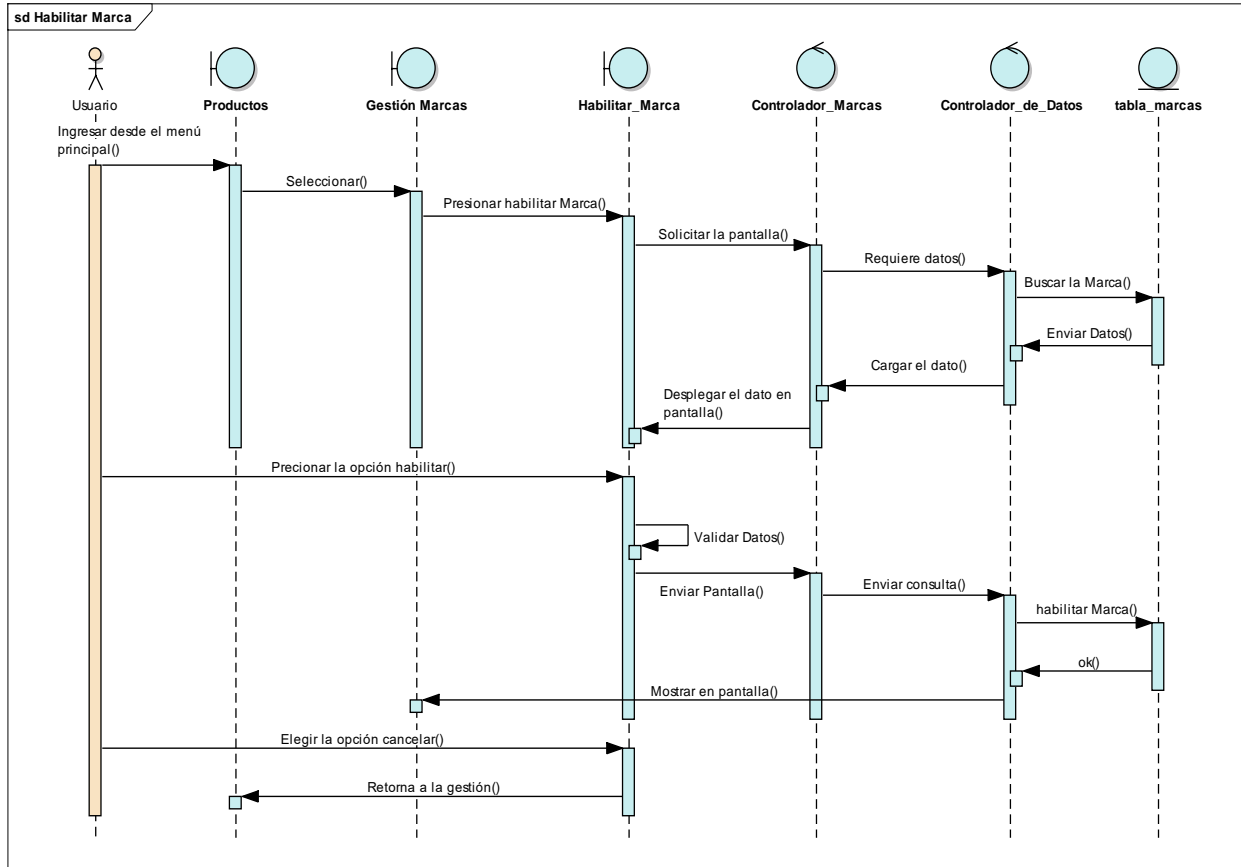 sd Habilitar Marca
Usuario
Productos
Gestión Marcas
Habilitar_Marca
Controlador_Marcas
Controlador_de_Datos
tabla_marcas
Ingresar desde el menú
principal()
Seleccionar()
Presionar habilitar Marca()
Solicitar la pantalla()
Requiere datos()
Buscar la Marca()
Enviar Datos()
Cargar el dato()
Desplegar el dato en
pantalla()
Precionar la opción habilitar()
Validar Datos()
Enviar Pantalla()
Enviar consulta()
habilitar Marca()
ok()
Mostrar en pantalla()
Elegir la opción cancelar()
Retorna a la gestión()